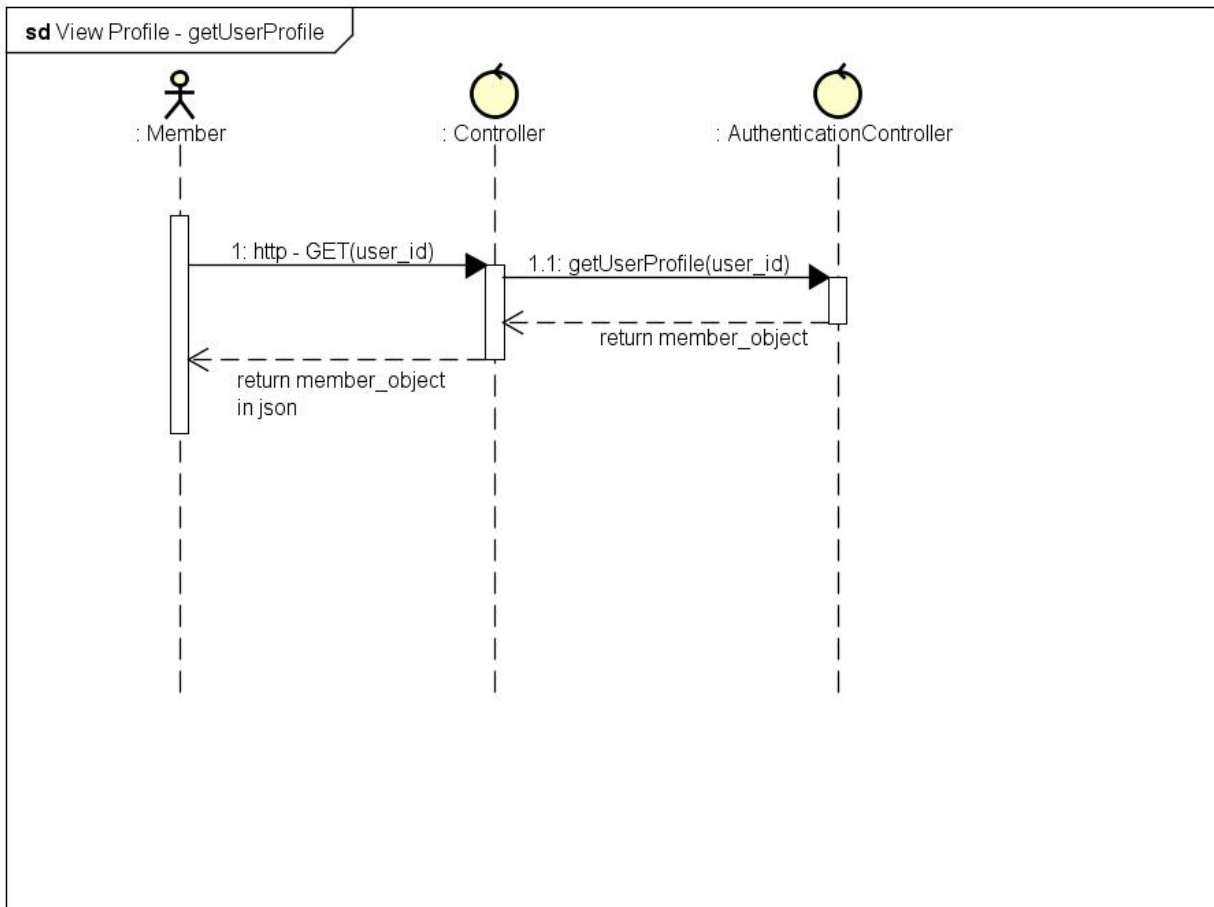 sd View Profile - getUserProfile
: Member
: Controller
: AuthenticationController
1: http - GET(user_id)
1.1: getUserProfile(user_id)
return member_object
return member_object
in json